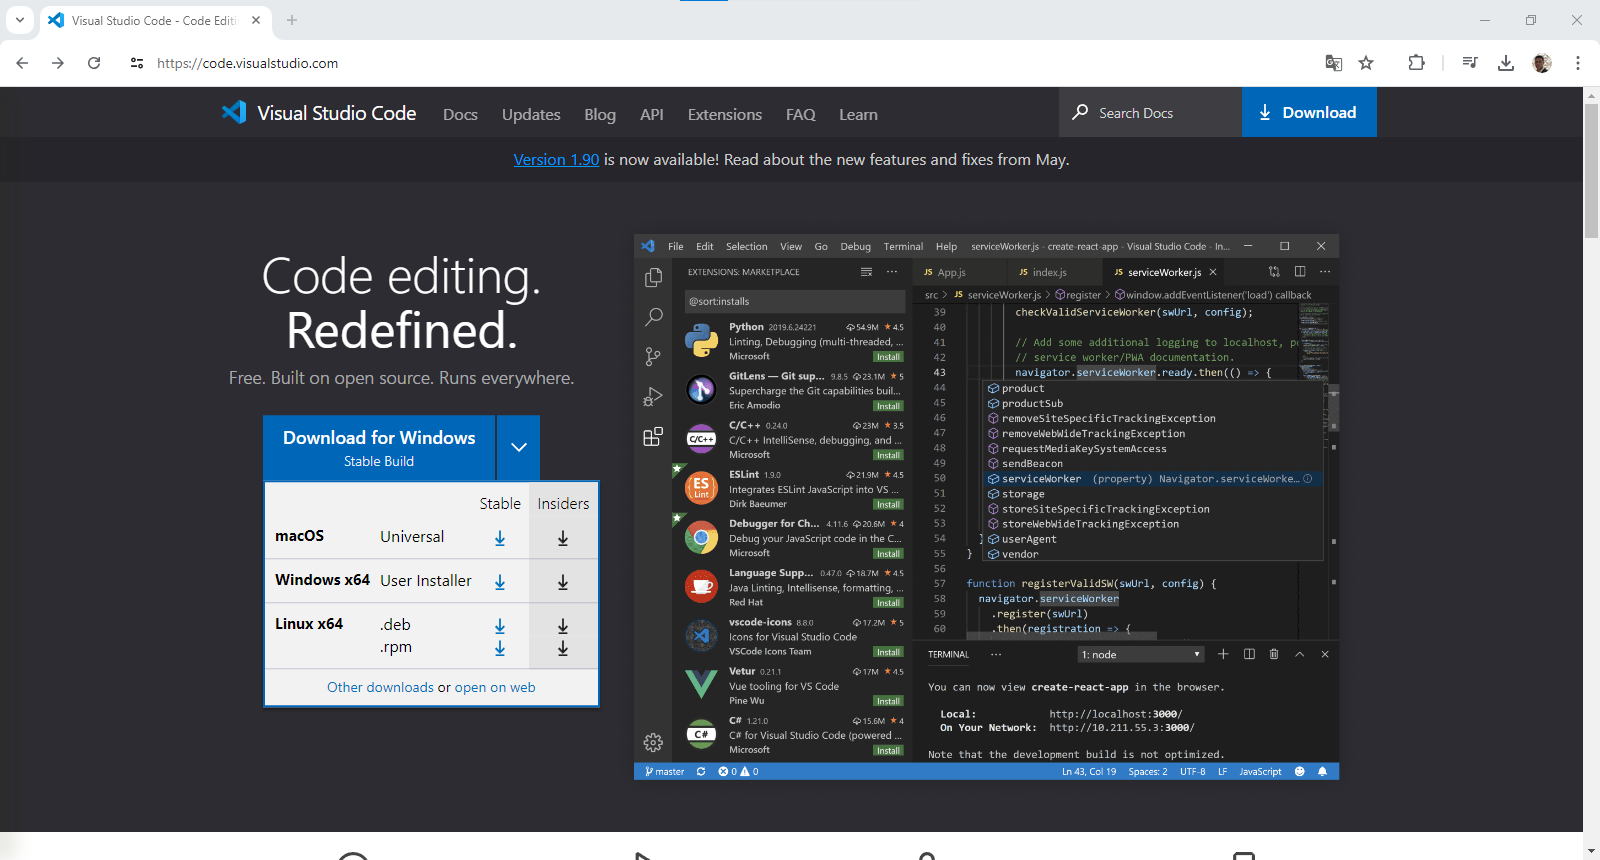 Visual Studio Code - Code Editi
https://code.visualstudio.com
Visual Studio Code
Docs
Updates
Blog
API
Extensions
FAQ
Learn
Search Docs
Download
Version 1.90 is now available! Read about the new features and fixes from May.
Code editing.
Redefined.
Free. Built on open source. Runs everywhere.
Download for Windows
Stable Build
Stable Insiders
macOS Universal
Windows x64 User Installer
Linux x64 .deb
.rpm
Other downloads or open on web
File Edit Selection View Go Debug Terminal Help serviceWorker.js - create-react-app - Visual Studio Code - In...
EXTENSIONS: MARKETPLACE
@sort:installs
Python 2019.6.24221 54.9M 4.5
Linting, Debugging (multi-threaded, ...
Microsoft Install
GitLens — Git sup... 9.8.5 23.1M 5
Supercharge the Git capabilities buil...
Eric Amodio Install
C/C++ 0.24.0 23M 3.5
C/C++ IntelliSense, debugging, and ...
Microsoft Install
ESLint 1.9.0 21.9M 4.5
Integrates ESLint JavaScript into VS ...
Dirk Baeumer Install
Debugger for Ch... 4.11.6 20.6M 4
Debug your JavaScript code in the C...
Microsoft Install
Language Supp... 0.47.0 18.7M 4.5
Java Linting, Intellisense, formatting, ...
Red Hat Install
vscode-icons 8.8.0 17.2M 5
Icons for Visual Studio Code
VSCode Icons Team Install
Vetur 0.21.1 17M 4.5
Vue tooling for VS Code
Pine Wu Install
C# 1.21.0 15.6M 4
C# for Visual Studio Code (powered ...
Microsoft Install
C/C++
ES
Lint
C#
JS App.js JS index.js JS serviceWorker.js
src > JS serviceWorker.js > register > window.addEventListener('load') callback
39 checkValidServiceWorker(swUrl, config);
40
41 // Add some additional logging to localhost, po
42 // service worker/PWA documentation.
43 navigator.serviceWorker.ready.then(() => {
44 product
45 productSub
46 removeSiteSpecificTrackingException
47 removeWebWideTrackingException
48 requestMediaKeySystemAccess
49 sendBeacon
50 serviceWorker (property) Navigator.serviceWorke...
51 storage
52 storeSiteSpecificTrackingException
53 storeWebWideTrackingException
54 } userAgent
55 } vendor
56
57 function registerValidSW(swUrl, config) {
58 navigator.serviceWorker
59 .register(swUrl)
60 .then(registration => {
TERMINAL ... 1: node
You can now view create-react-app in the browser.
Local: http://localhost:3000/
On Your Network: http://10.211.55.3:3000/
Note that the development build is not optimized.
master 0 0 Ln 43, Col 19 Spaces: 2 UTF-8 LF JavaScript